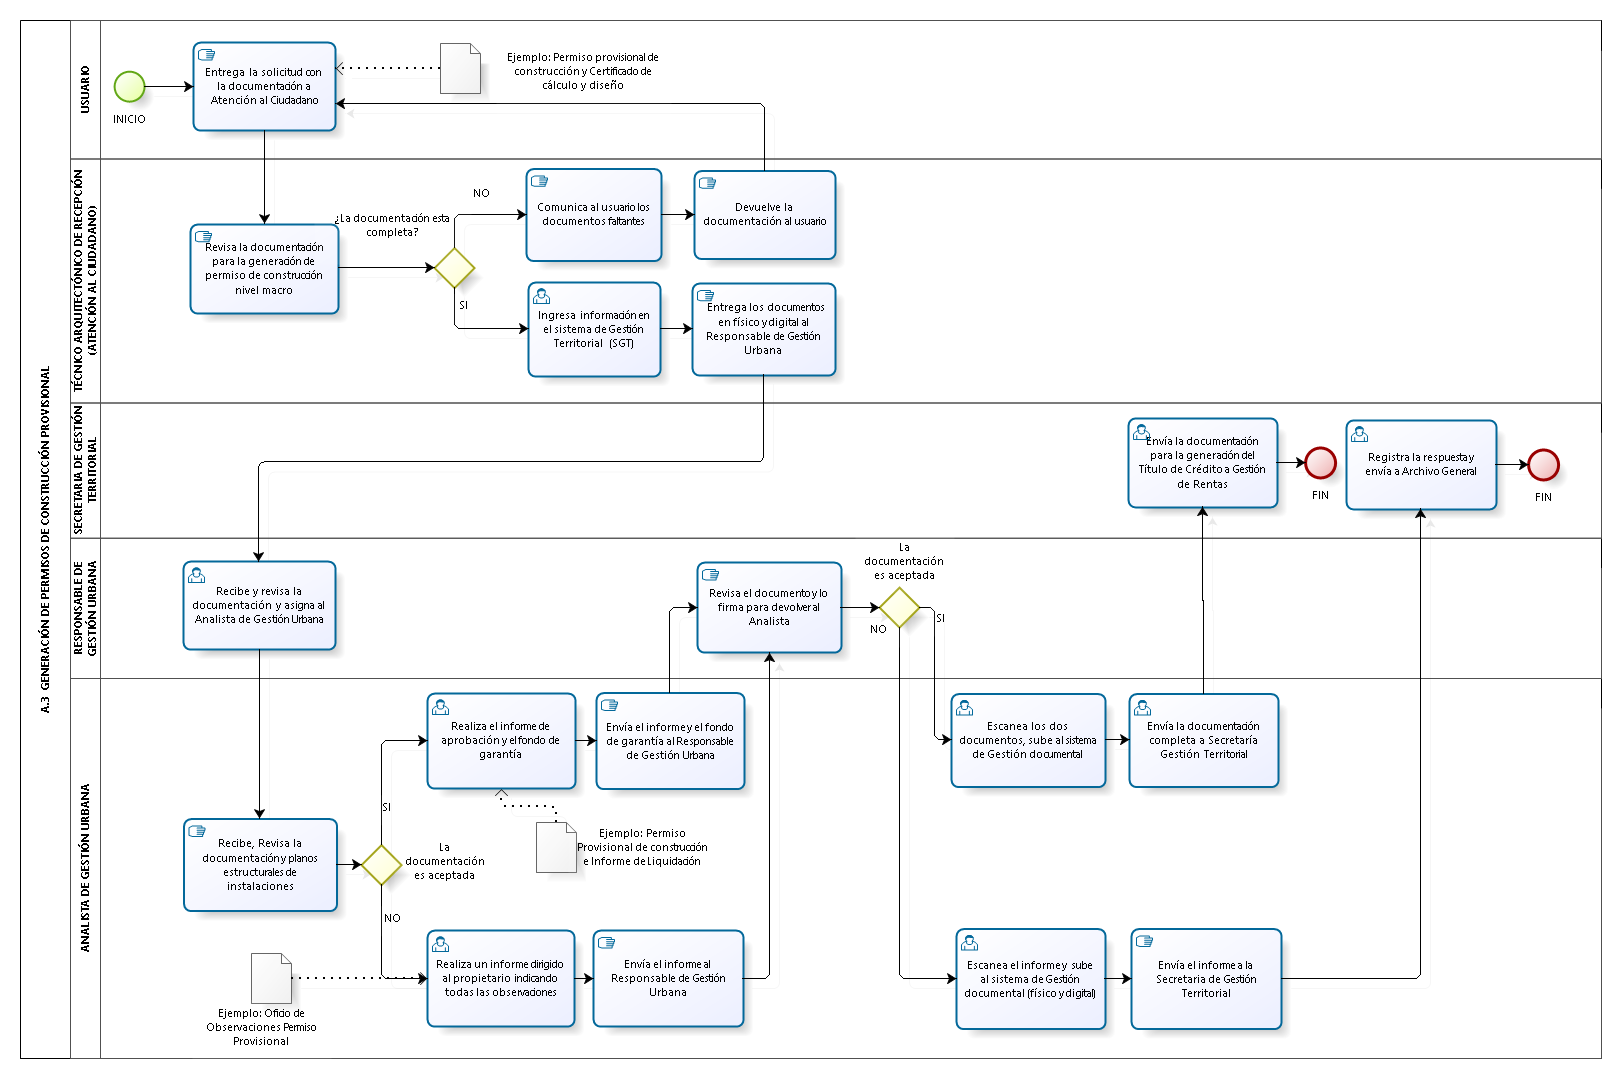 A.3 GENERACIÓN DE PERMISOS DE CONSTRUCCIÓN PROVISIONAL
USUARIO
INICIO
Entrega la solicitud con
la documentación a
Atención al Ciudadano
Ejemplo: Permiso provisional de
construcción y Certificado de
cálculo y diseño
TÉCNICO ARQUITECTÓNICO DE RECEPCIÓN
(ATENCIÓN AL CIUDADANO)
Revisa la documentación
para la generación de
permiso de construcción
nivel macro
¿La documentación esta
completa?
NO
Comunica al usuario los
documentos faltantes
Devuelve la
documentación al usuario
SI
Ingresa información en
el sistema de Gestión
Territorial (SGT)
Entrega los documentos
en físico y digital al
Responsable de Gestión
Urbana
SECRETARIA DE GESTIÓN
TERRITORIAL
Envía la documentación
para la generación del
Título de Crédito a Gestión
de Rentas
FIN
Registra la respuesta y
envía a Archivo General
FIN
RESPONSABLE DE
GESTIÓN URBANA
Recibe y revisa la
documentación y asigna al
Analista de Gestión Urbana
Revisa el documento y lo
firma para devolver al
Analista
La
documentación
es aceptada
NO
SI
ANALISTA DE GESTIÓN URBANA
Recibe, Revisa la
documentación y planos
estructurales de
instalaciones
La
documentación
es aceptada
SI
Realiza el informe de
aprobación y el fondo de
garantía
Envía el informe y el fondo
de garantía al Responsable
de Gestión Urbana
Ejemplo: Permiso
Provisional de construcción
e Informe de Liquidación
Escanea los dos
documentos, sube al sistema
de Gestión documental
Envía la documentación
completa a Secretaría
Gestión Territorial
NO
Ejemplo: Oficio de
Observaciones Permiso
Provisional
Realiza un informe dirigido
al propietario indicando
todas las observaciones
Envía el informe al
Responsable de Gestión
Urbana
Escanea el informe y sube
al sistema de Gestión
documental (físico y digital)
Envía el informe a la
Secretaria de Gestión
Territorial